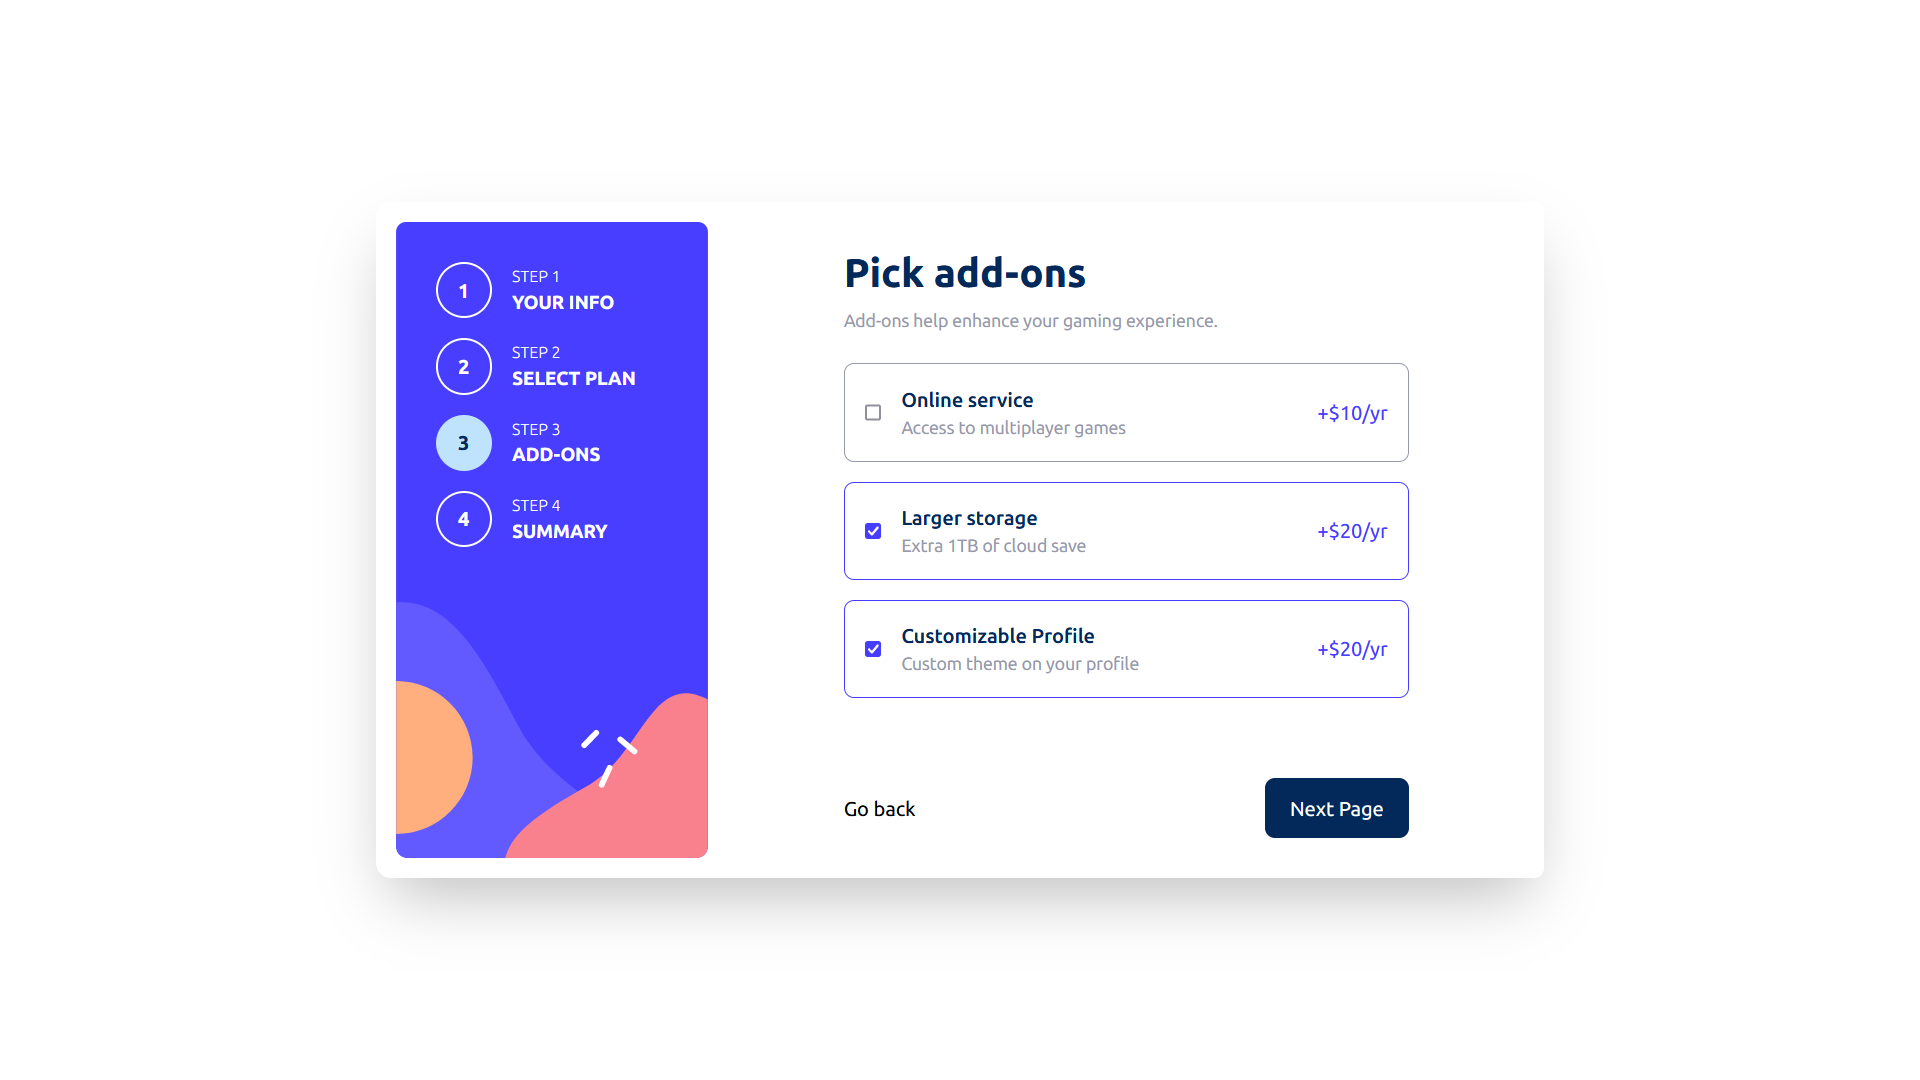 1
STEP 1
YOUR INFO
2
STEP 2
SELECT PLAN
3
STEP 3
ADD-ONS
4
STEP 4
SUMMARY
Pick add-ons
Add-ons help enhance your gaming experience.
Online service
Access to multiplayer games
+$10/yr
Larger storage
Extra 1TB of cloud save
+$20/yr
Customizable Profile
Custom theme on your profile
+$20/yr
Go back
Next Page